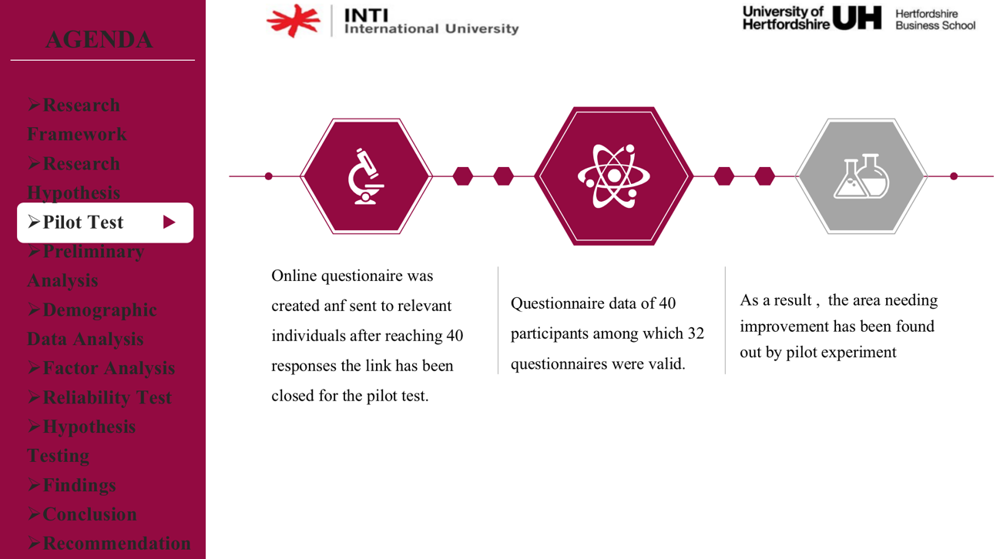 AGENDA
➢Research
Framework
➢Research
Hypothesis
➢Pilot Test
➢Preliminary
Analysis
➢Demographic
Data Analysis
➢Factor Analysis
➢Reliability Test
➢Hypothesis
Testing
➢Findings
➢Conclusion
➢Recommendation
INTI
International University
University of
Hertfordshire
UH
Hertfordshire
Business School
Online questionaire was
created anf sent to relevant
individuals after reaching 40
responses the link has been
closed for the pilot test.
Questionnaire data of 40
participants among which 32
questionnaires were valid.
As a result , the area needing
improvement has been found
out by pilot experiment